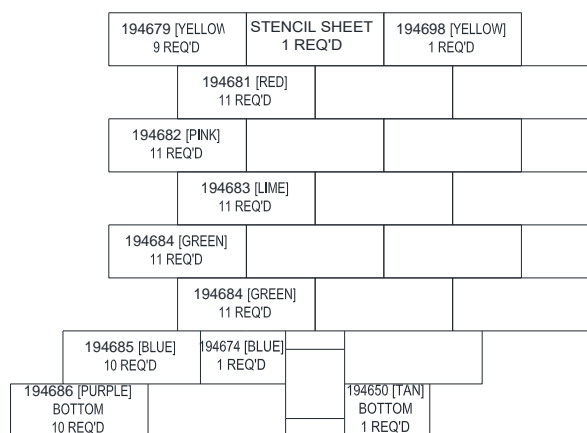 194679 [YELLOW
9 REQ'D
STENCIL SHEET
1 REQ'D
194698 [YELLOW]
1 REQ'D
194681 [RED]
11 REQ'D
194682 [PINK]
11 REQ'D
194683 [LIME]
11 REQ'D
194684 [GREEN]
11 REQ'D
194684 [GREEN]
11 REQ'D
194685 [BLUE]
10 REQ'D
194674 [BLUE]
1 REQ'D
194686 [PURPLE]
BOTTOM
10 REQ'D
194650 [TAN]
BOTTOM
1 REQ'D